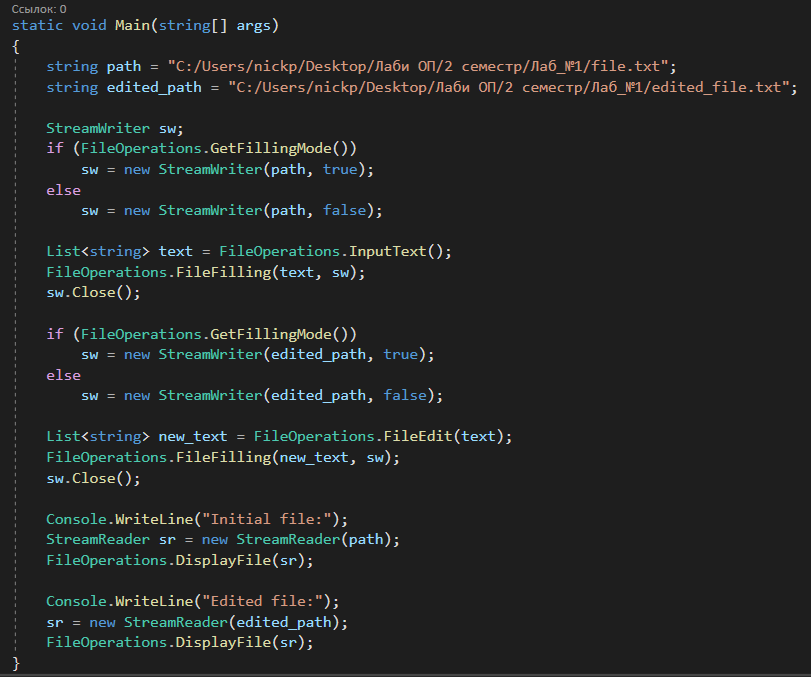 Ссылок: 0
static void Main(string[] args)
{
    string path = "C:/Users/nickp/Desktop/Лаби ОП/2 семестр/Лаб_№1/file.txt";
    string edited_path = "C:/Users/nickp/Desktop/Лаби ОП/2 семестр/Лаб_№1/edited_file.txt";

    StreamWriter sw;
    if (FileOperations.GetFillingMode())
        sw = new StreamWriter(path, true);
    else
        sw = new StreamWriter(path, false);

    List<string> text = FileOperations.InputText();
    FileOperations.FileFilling(text, sw);
    sw.Close();

    if (FileOperations.GetFillingMode())
        sw = new StreamWriter(edited_path, true);
    else
        sw = new StreamWriter(edited_path, false);

    List<string> new_text = FileOperations.FileEdit(text);
    FileOperations.FileFilling(new_text, sw);
    sw.Close();

    Console.WriteLine("Initial file:");
    StreamReader sr = new StreamReader(path);
    FileOperations.DisplayFile(sr);

    Console.WriteLine("Edited file:");
    sr = new StreamReader(edited_path);
    FileOperations.DisplayFile(sr);
}